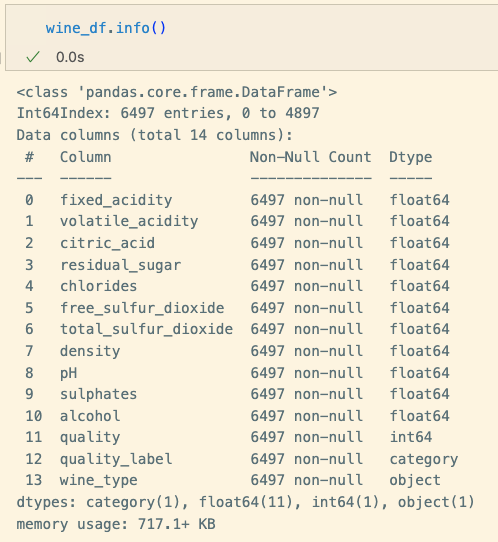 wine_df.info()
✓ 0.0s
<class 'pandas.core.frame.DataFrame'>
Int64Index: 6497 entries, 0 to 4897
Data columns (total 14 columns):
 #   Column                Non-Null Count  Dtype
---  ------                --------------  -----
 0   fixed_acidity         6497 non-null   float64
 1   volatile_acidity      6497 non-null   float64
 2   citric_acid           6497 non-null   float64
 3   residual_sugar        6497 non-null   float64
 4   chlorides             6497 non-null   float64
 5   free_sulfur_dioxide   6497 non-null   float64
 6   total_sulfur_dioxide  6497 non-null   float64
 7   density               6497 non-null   float64
 8   pH                    6497 non-null   float64
 9   sulphates             6497 non-null   float64
 10  alcohol               6497 non-null   float64
 11  quality               6497 non-null   int64
 12  quality_label         6497 non-null   category
 13  wine_type             6497 non-null   object
dtypes: category(1), float64(11), int64(1), object(1)
memory usage: 717.1+ KB